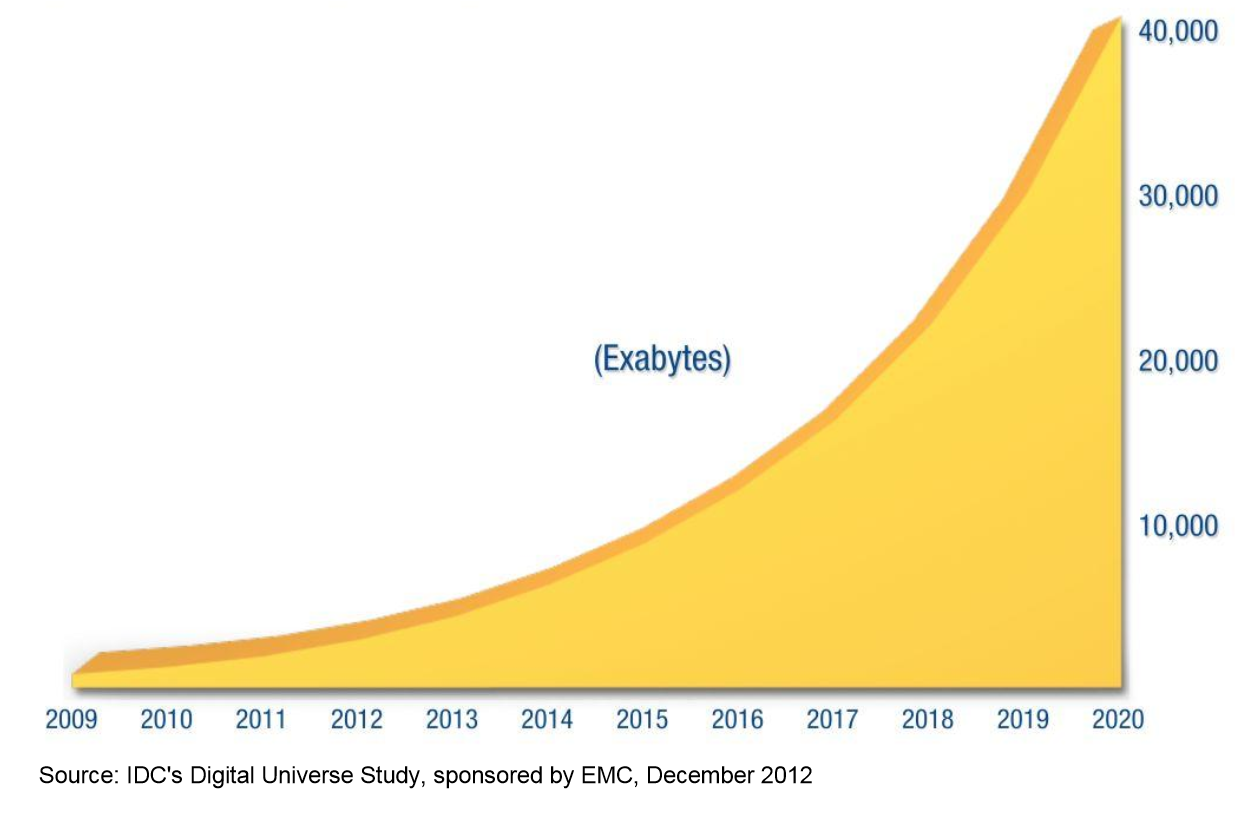 40,000
30,000
(Exabytes)
20,000
10,000
2009 2010 2011 2012 2013 2014 2015 2016 2017 2018 2019 2020
Source: IDC's Digital Universe Study, sponsored by EMC, December 2012